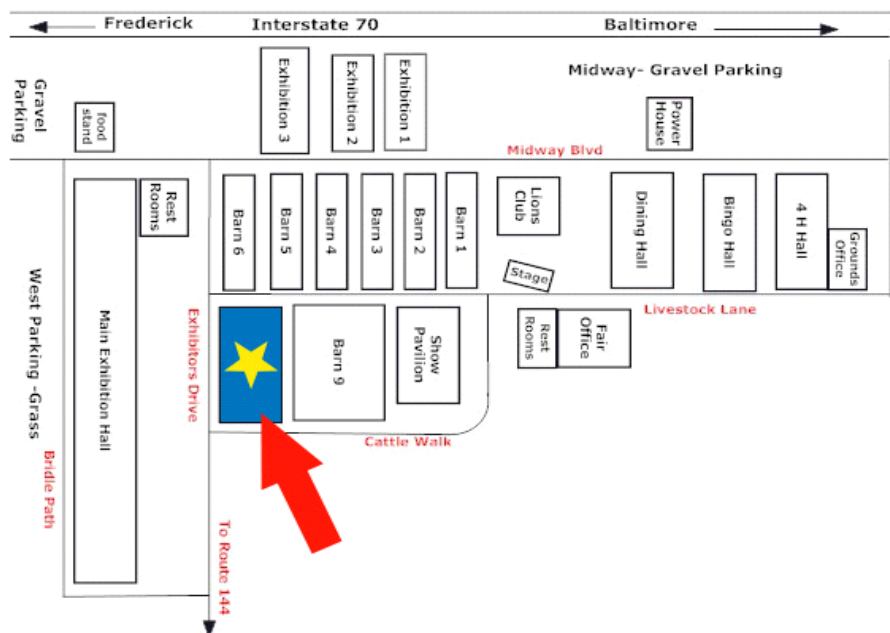 Frederick
Interstate 70
Baltimore
Gravel
Parking
food
stand
Exhibition 3
Exhibition 2
Exhibition 1
Midway- Gravel Parking
Power
House
Midway Blvd
Rest
Rooms
Barn 6
Barn 5
Barn 4
Barn 3
Barn 2
Barn 1
Lions
Club
Stage
Dining Hall
Bingo Hall
4 H Hall
Grounds
Office
Livestock Lane
West Parking -Grass
Bridle Path
Main Exhibition Hall
Exhibitors Drive
Barn 9
Show
Pavilion
Rest
Rooms
Fair
Office
Cattle Walk
To Route 144